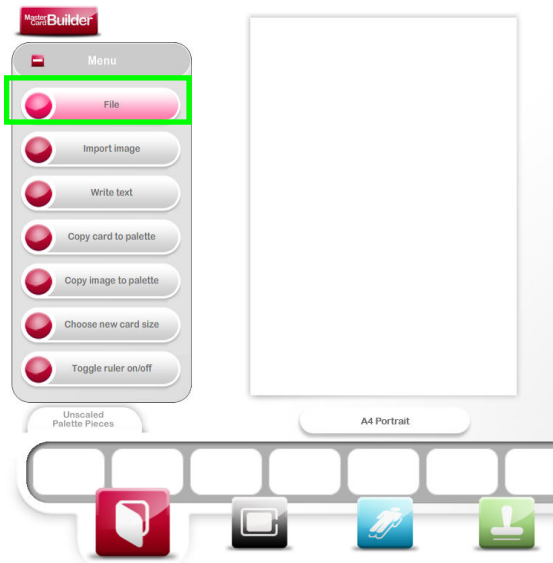 Master Card Builder
Menu
File
Import image
Write text
Copy card to palette
Copy image to palette
Choose new card size
Toggle ruler on/off
Unscaled
Palette Pieces
A4 Portrait